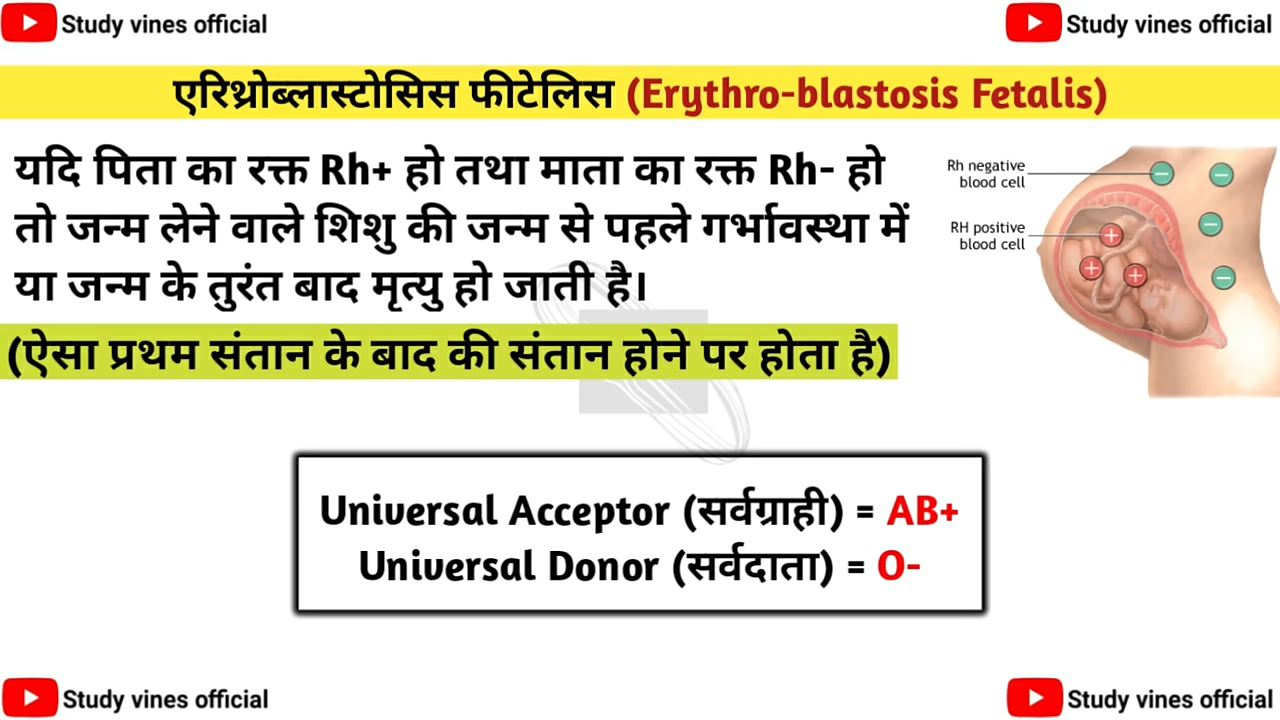 Study vines official
Study vines official
एरिथ्रोब्लास्टोसिस फीटेलिस (Erythro-blastosis Fetalis)
यदि पिता का रक्त Rh+ हो तथा माता का रक्त Rh- हो
तो जन्म लेने वाले शिशु की जन्म से पहले गर्भावस्था में
या जन्म के तुरंत बाद मृत्यु हो जाती है।
(ऐसा प्रथम संतान के बाद की संतान होने पर होता है)
Rh negative
blood cell
RH positive
blood cell
Universal Acceptor (सर्वग्राही) = AB+
Universal Donor (सर्वदाता) = O-
Study vines official
Study vines official